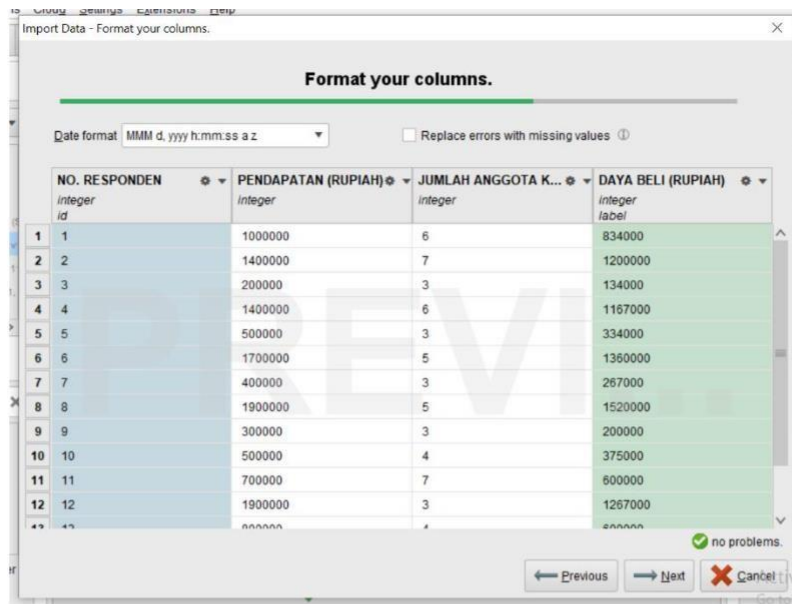 Cloud Settings Extensions Help
Import Data - Format your columns.
Format your columns.
Date format MMM d, yyyy h:mm:ss a z Replace errors with missing values
NO. RESPONDEN PENDAPATAN (RUPIAH) JUMLAH ANGGOTA K... DAYA BELI (RUPIAH)
integer integer integer integer
id label
1 1 1000000 6 834000
2 2 1400000 7 1200000
3 3 200000 3 134000
4 4 1400000 6 1167000
5 5 500000 3 334000
6 6 1700000 5 1360000
7 7 400000 3 267000
8 8 1900000 5 1520000
9 9 300000 3 200000
10 10 500000 4 375000
11 11 700000 7 600000
12 12 1900000 3 1267000
PREVI...
no problems.
Previous Next Cancel